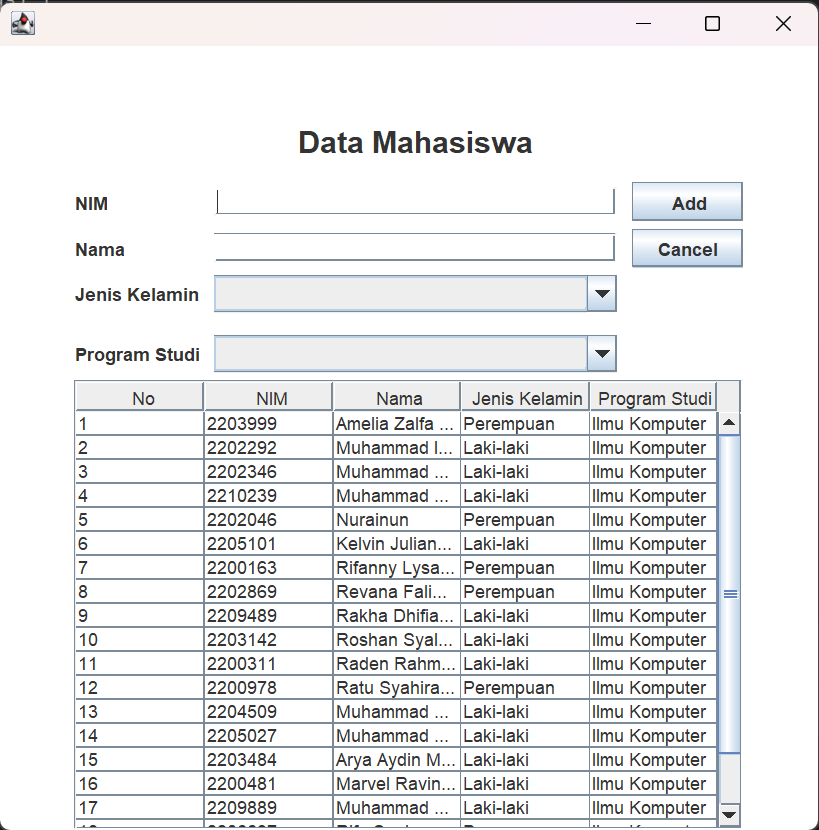 Data Mahasiswa
NIM Add
Nama Cancel
Jenis Kelamin
Program Studi
No NIM Nama Jenis Kelamin Program Studi
1 2203999 Amelia Zalfa ... Perempuan Ilmu Komputer
2 2202292 Muhammad I... Laki-laki Ilmu Komputer
3 2202346 Muhammad ... Laki-laki Ilmu Komputer
4 2210239 Muhammad ... Laki-laki Ilmu Komputer
5 2202046 Nurainun Perempuan Ilmu Komputer
6 2205101 Kelvin Julian... Laki-laki Ilmu Komputer
7 2200163 Rifanny Lysa... Perempuan Ilmu Komputer
8 2202869 Revana Fali... Perempuan Ilmu Komputer
9 2209489 Rakha Dhifia... Laki-laki Ilmu Komputer
10 2203142 Roshan Syal... Laki-laki Ilmu Komputer
11 2200311 Raden Rahm... Laki-laki Ilmu Komputer
12 2200978 Ratu Syahira... Perempuan Ilmu Komputer
13 2204509 Muhammad ... Laki-laki Ilmu Komputer
14 2205027 Muhammad ... Laki-laki Ilmu Komputer
15 2203484 Arya Aydin M... Laki-laki Ilmu Komputer
16 2200481 Marvel Ravin... Laki-laki Ilmu Komputer
17 2209889 Muhammad ... Laki-laki Ilmu Komputer